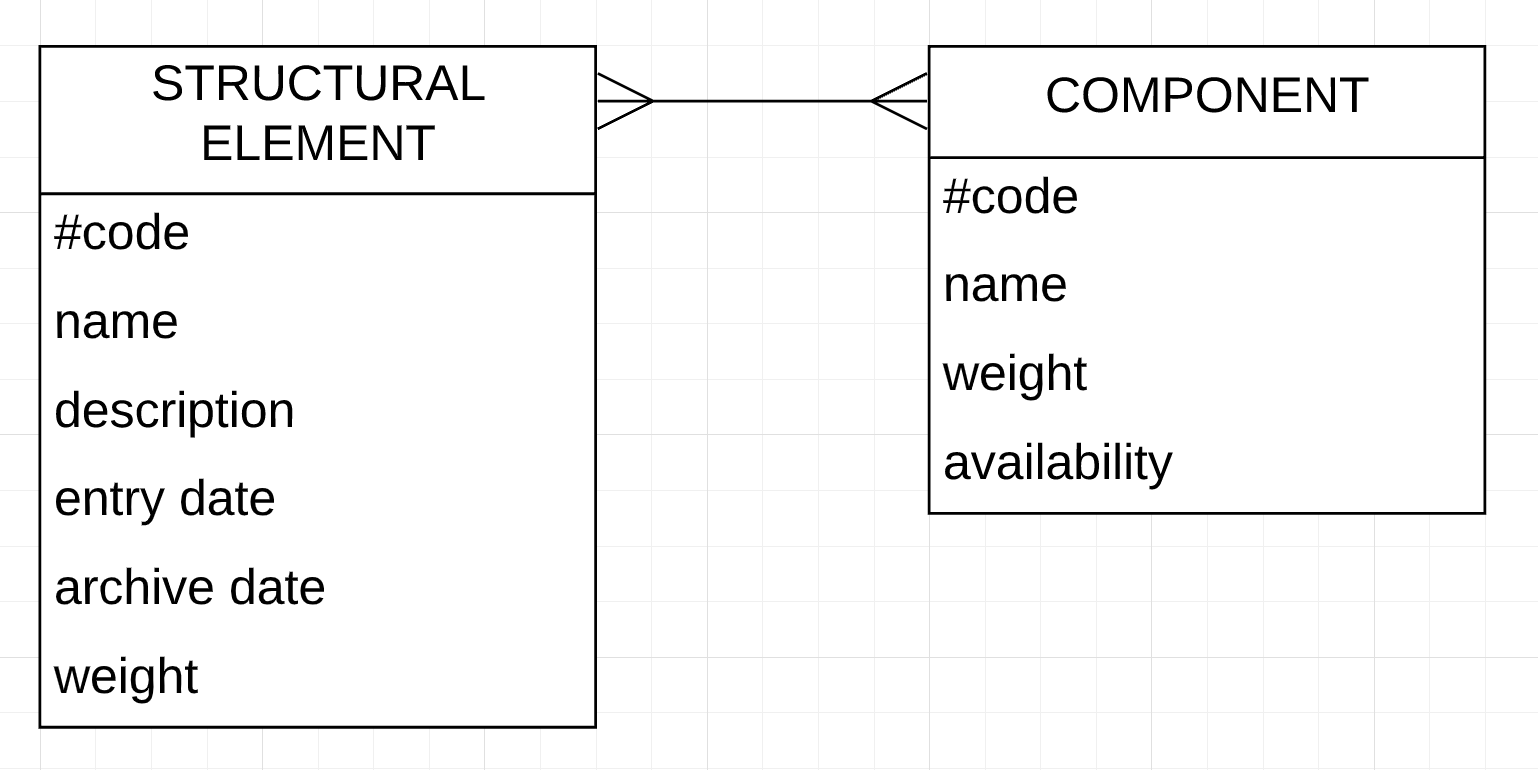 STRUCTURAL
ELEMENT
#code
name
description
entry date
archive date
weight
COMPONENT
#code
name
weight
availability